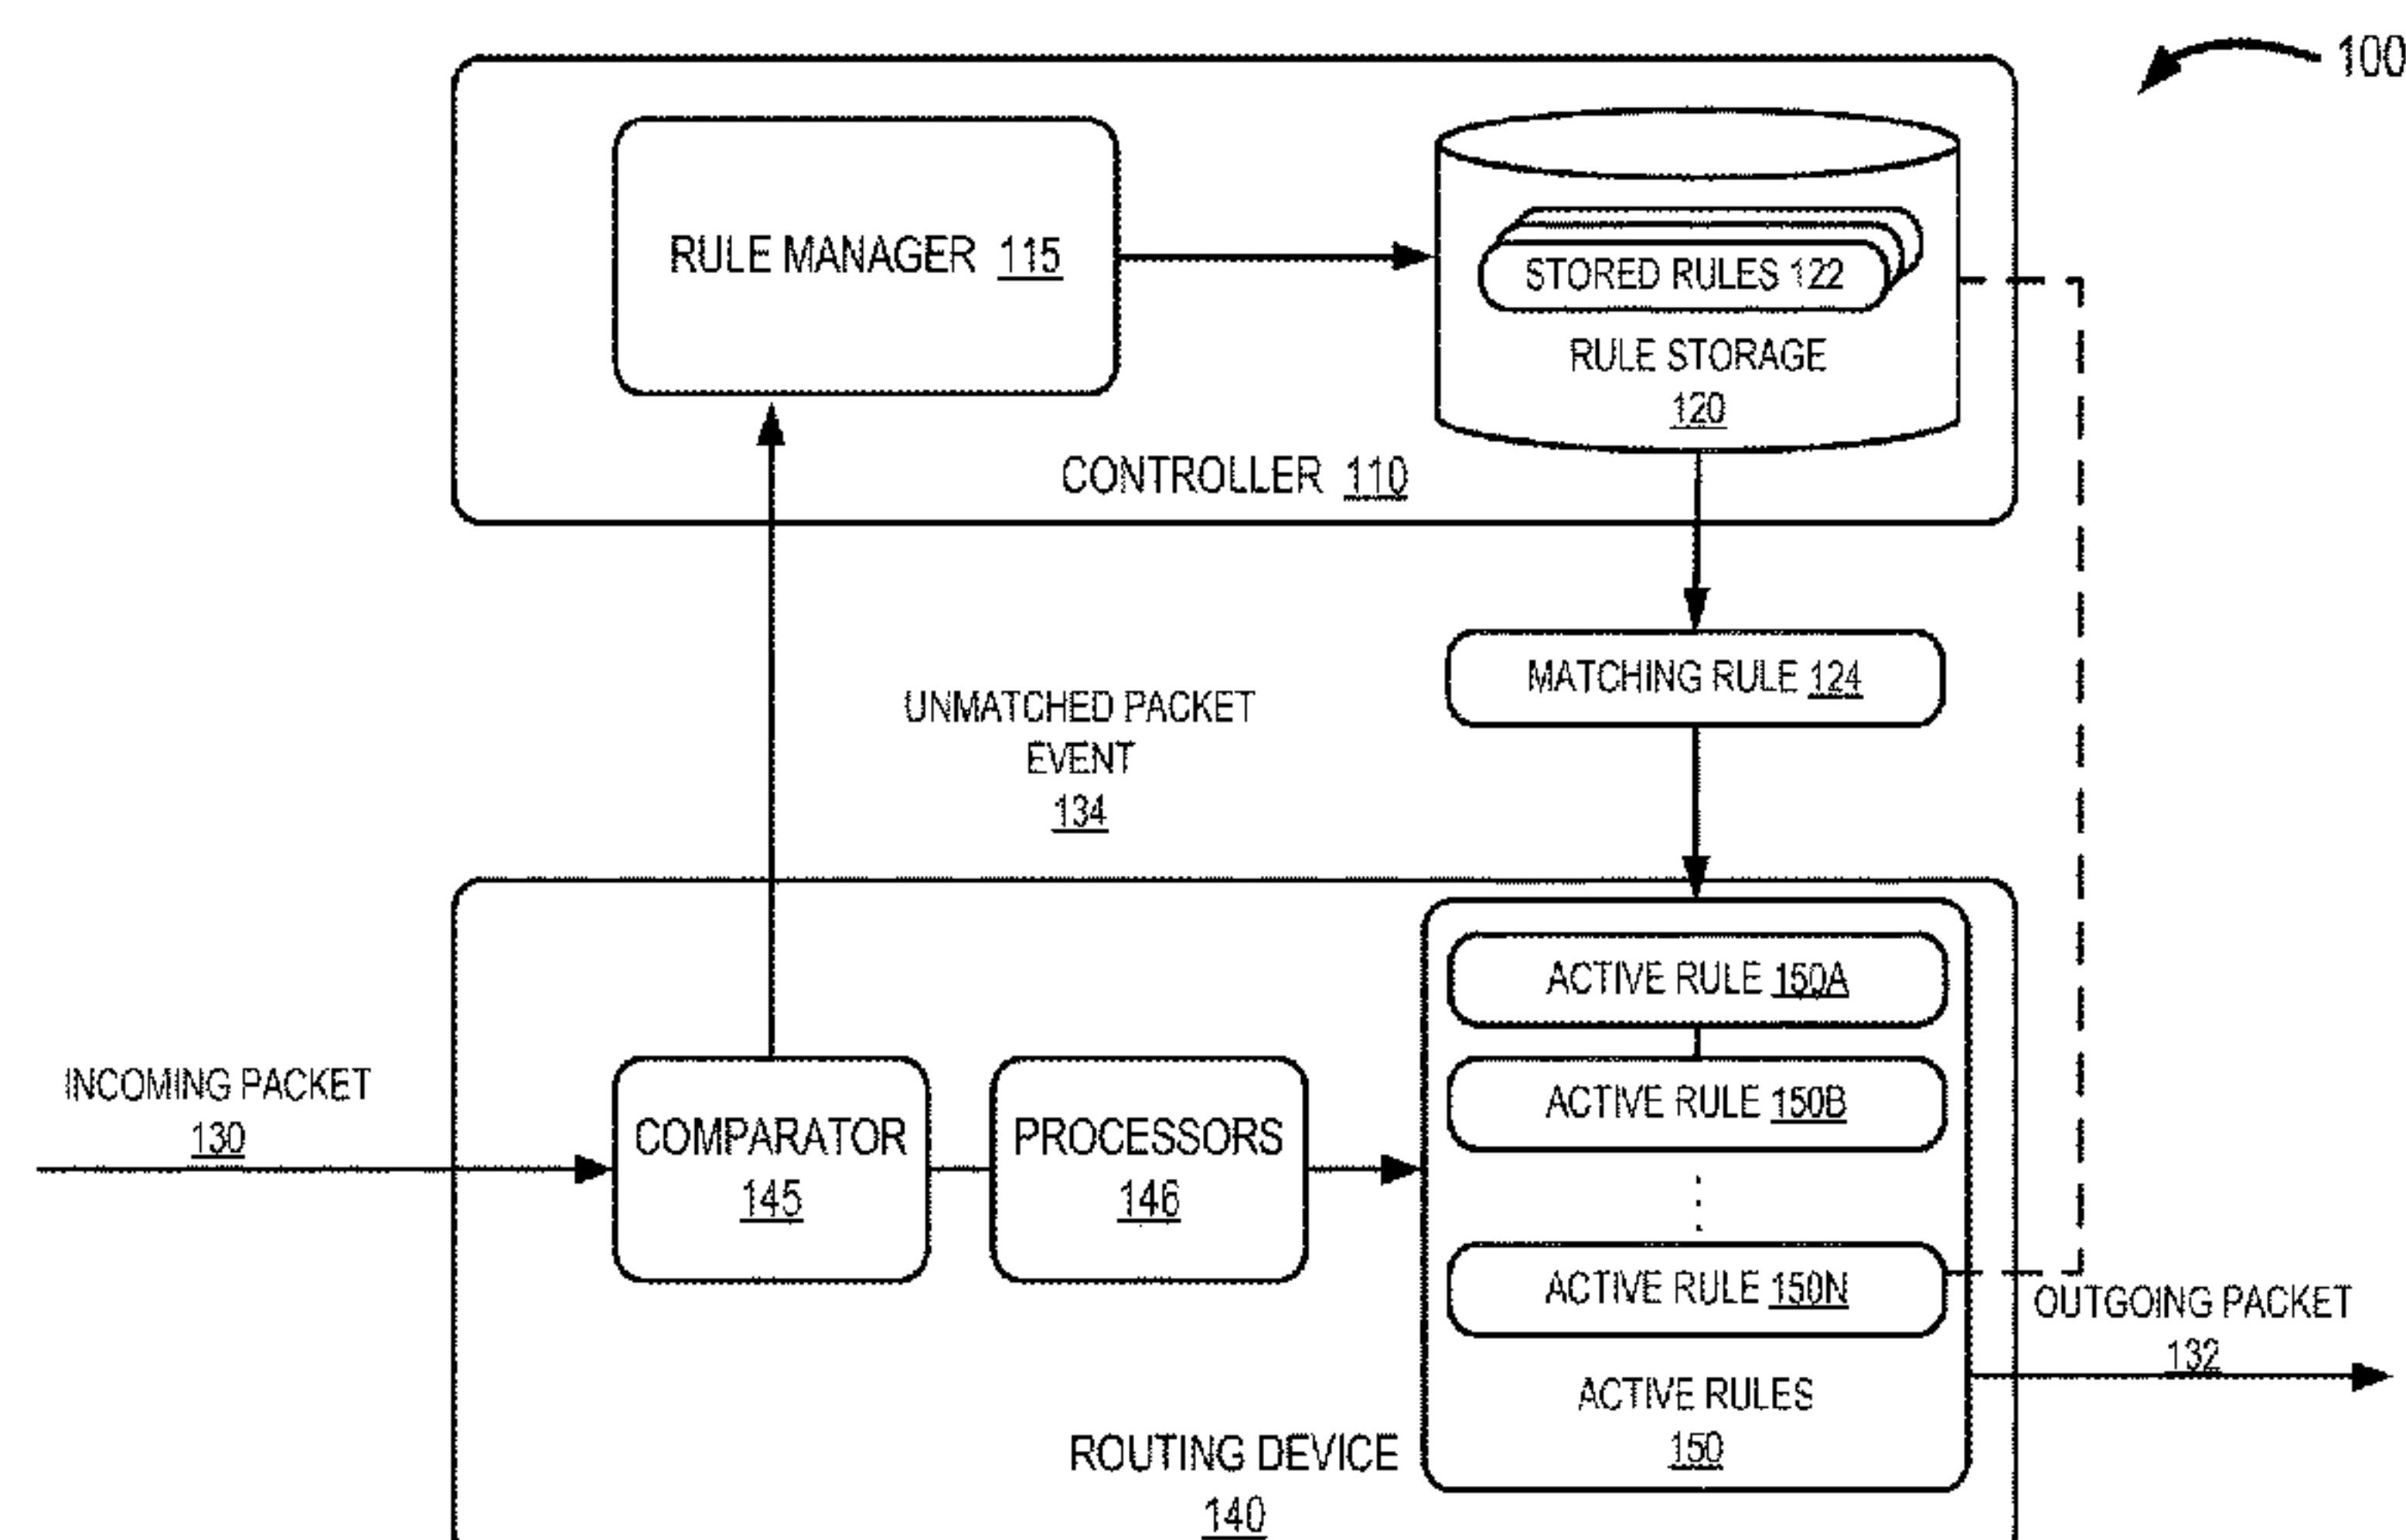 100
RULE MANAGER 115
STORED RULES 122
RULE STORAGE
120
CONTROLLER 110
MATCHING RULE 124
UNMATCHED PACKET
EVENT
134
INCOMING PACKET
130
COMPARATOR
145
PROCESSORS
146
ACTIVE RULE 150A
ACTIVE RULE 150B
ACTIVE RULE 150N
ACTIVE RULES
150
ROUTING DEVICE
140
OUTGOING PACKET
132